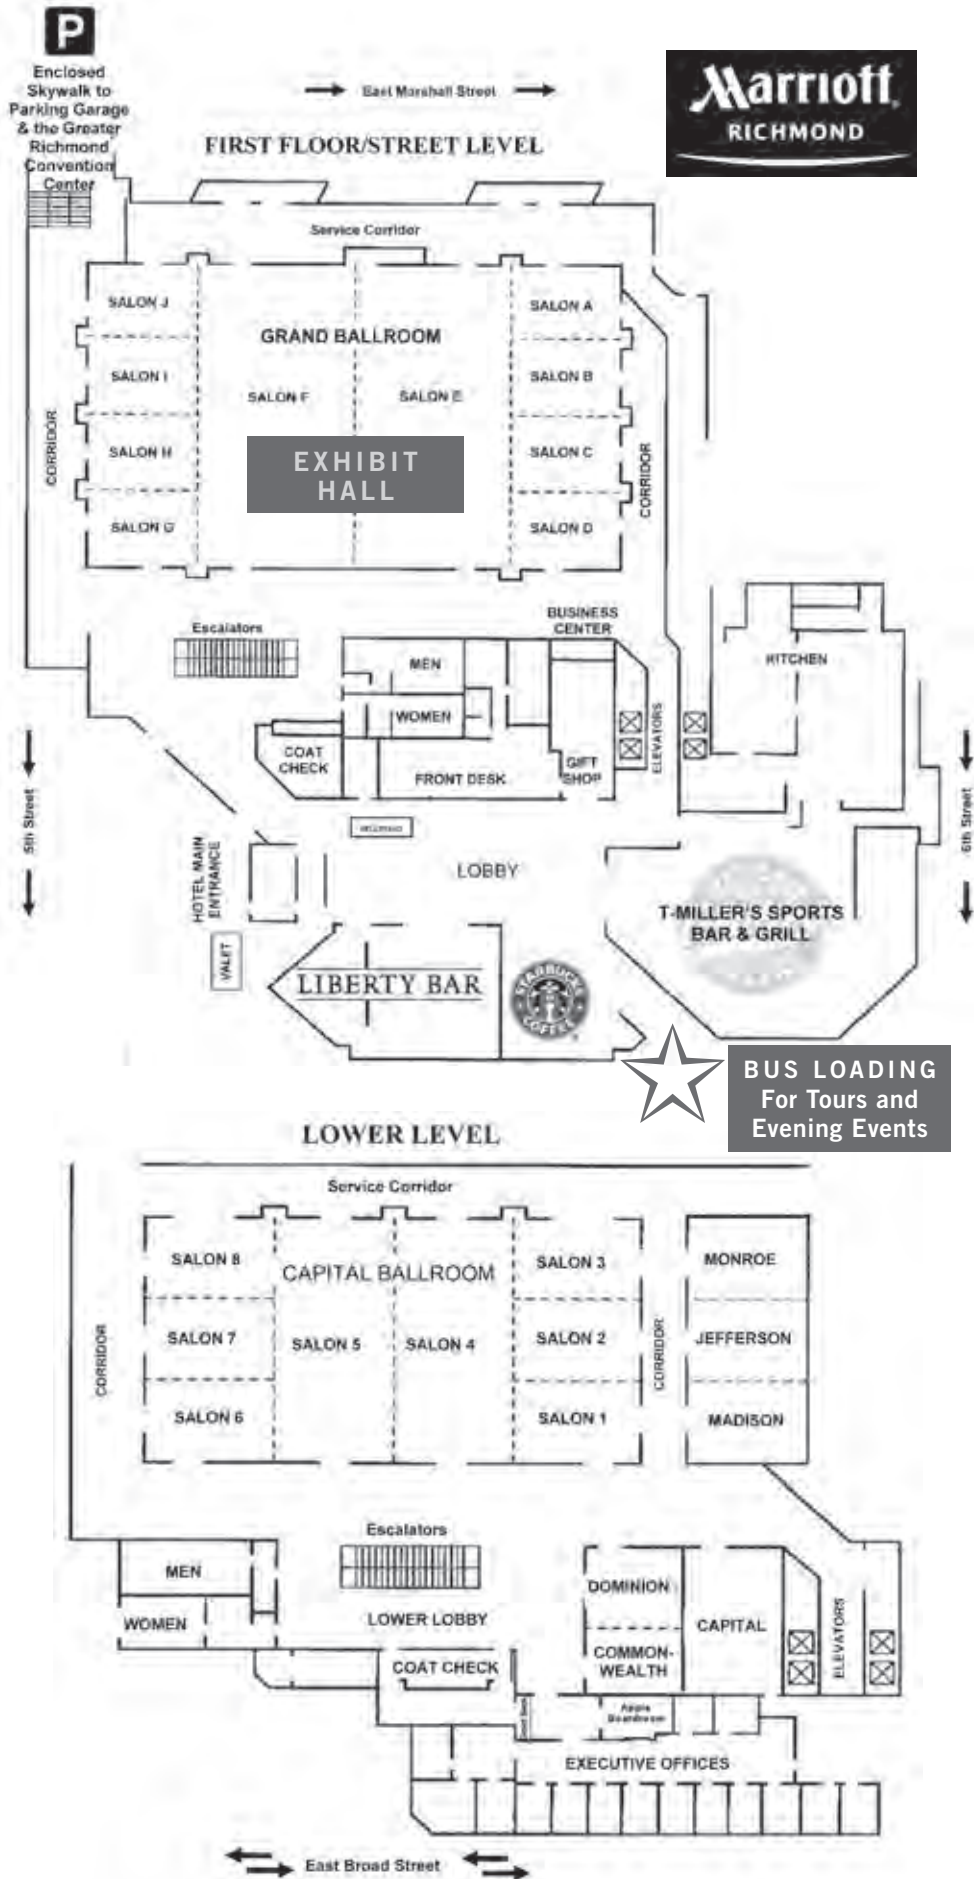 P
Enclosed
Skywalk to
Parking Garage
& the Greater
Richmond
Convention
Center
East Marshall Street
Marriott
RICHMOND
FIRST FLOOR/STREET LEVEL
Service Corridor
SALON J
SALON A
GRAND BALLROOM
SALON I
SALON B
SALON F
SALON E
CORRIDOR
SALON H
EXHIBIT
HALL
SALON C
CORRIDOR
SALON G
SALON D
Escalators
BUSINESS
CENTER
MEN
KITCHEN
WOMEN
ELEVATORS
COAT
CHECK
FRONT DESK
GIFT
SHOP
5th Street
6th Street
HOTEL MAIN
ENTRANCE
LOBBY
T-MILLER'S SPORTS
BAR & GRILL
VALET
LIBERTY BAR
STARBUCKS
COFFEE
BUS LOADING
For Tours and
Evening Events
LOWER LEVEL
Service Corridor
SALON 8
CAPITAL BALLROOM
SALON 3
MONROE
CORRIDOR
SALON 7
SALON 5
SALON 4
SALON 2
CORRIDOR
JEFFERSON
SALON 6
SALON 1
MADISON
Escalators
MEN
DOMINION
WOMEN
LOWER LOBBY
CAPITAL
ELEVATORS
COMMON-
WEALTH
COAT CHECK
Boardroom
EXECUTIVE OFFICES
East Broad Street